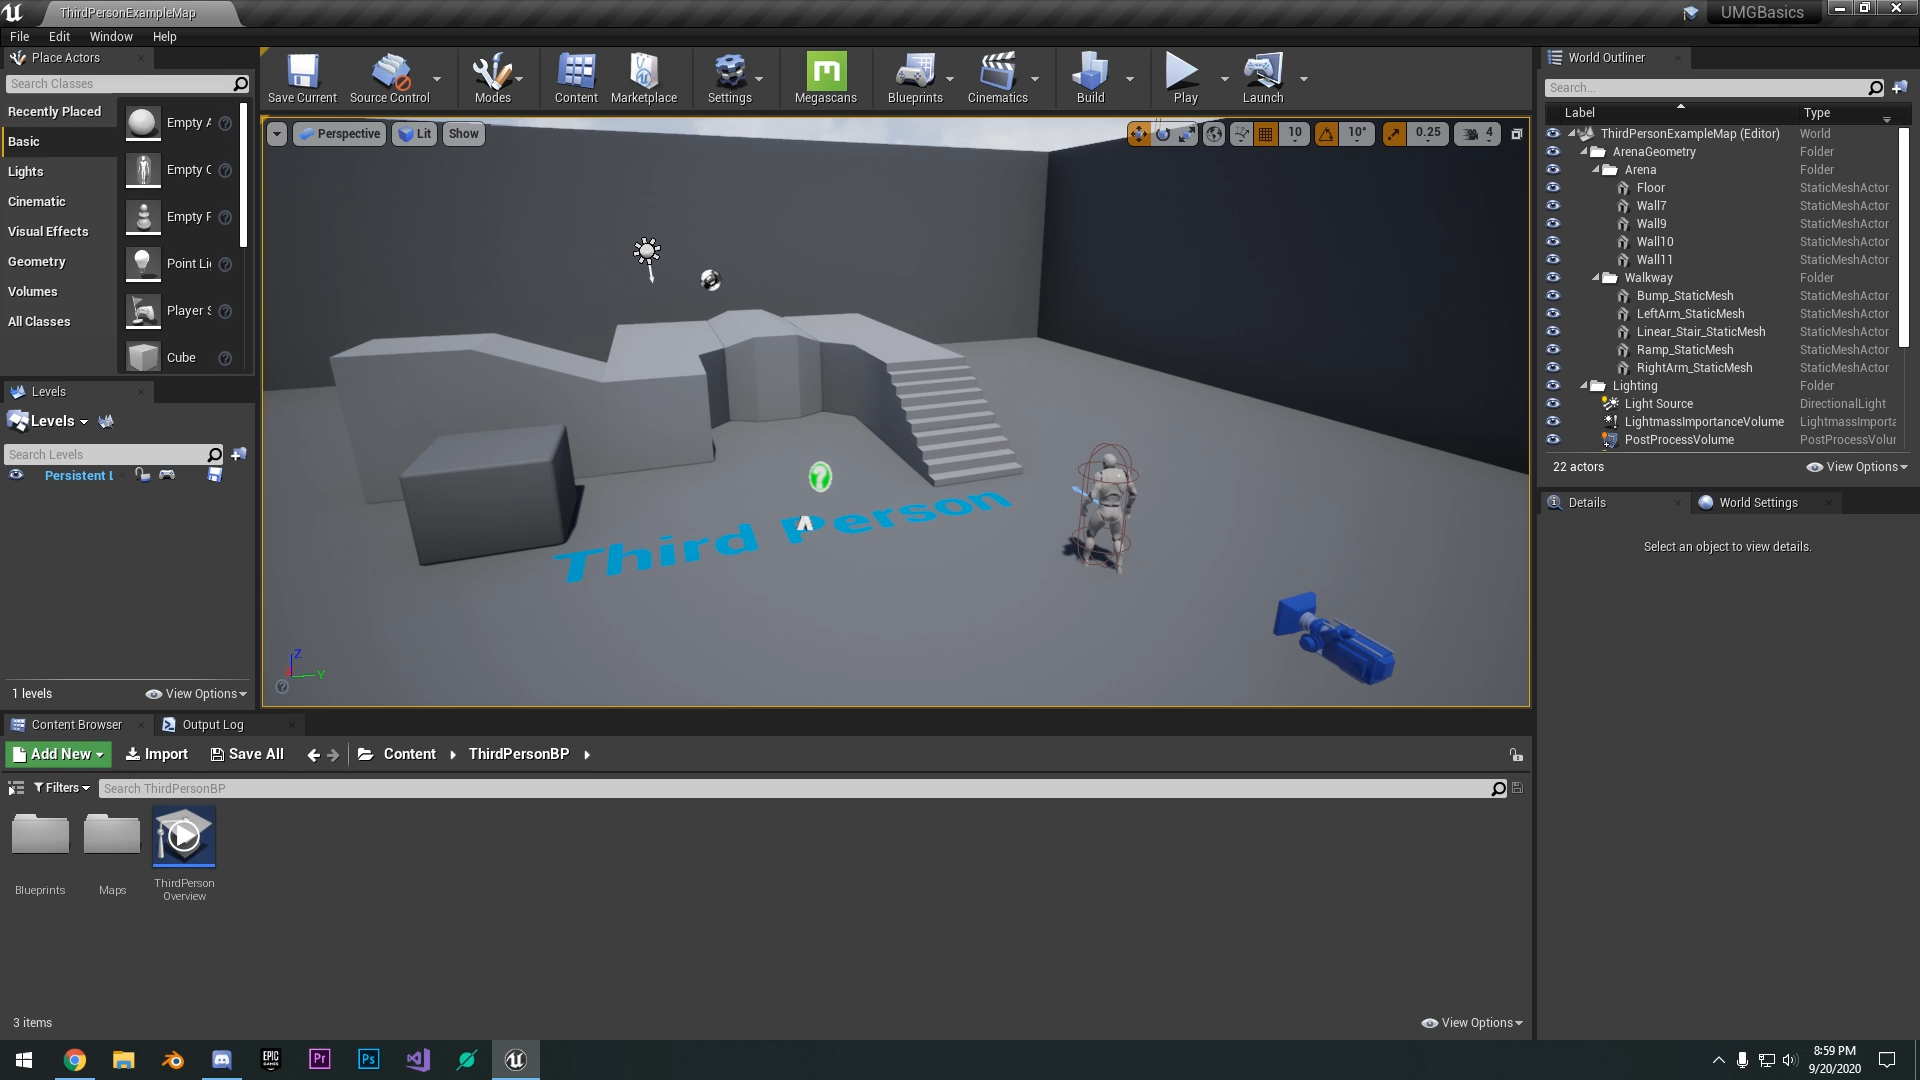 ThirdPersonExampleMap
UMGBasics
File Edit Window Help
Place Actors
Search Classes
Recently Placed
Basic
Lights
Cinematic
Visual Effects
Geometry
Volumes
All Classes
Empty A
Empty C
Empty P
Point Li
Player S
Cube
Levels
Levels
Search Levels
Persistent L
1 levels
View Options
Save Current
Source Control
Modes
Content
Marketplace
Settings
Megascans
Blueprints
Cinematics
Build
Play
Launch
Perspective
Lit
Show
10
10°
0.25
4
Third Person
Z
Y
World Outliner
Search...
Label Type
ThirdPersonExampleMap (Editor) World
ArenaGeometry Folder
Arena Folder
Floor StaticMeshActor
Wall7 StaticMeshActor
Wall9 StaticMeshActor
Wall10 StaticMeshActor
Wall11 StaticMeshActor
Walkway Folder
Bump_StaticMesh StaticMeshActor
LeftArm_StaticMesh StaticMeshActor
Linear_Stair_StaticMesh StaticMeshActor
Ramp_StaticMesh StaticMeshActor
RightArm_StaticMesh StaticMeshActor
Lighting Folder
Light Source DirectionalLight
LightmassImportanceVolume LightmassImporta
PostProcessVolume PostProcessVolur
22 actors
View Options
Details
World Settings
Select an object to view details.
Content Browser
Output Log
Add New
Import
Save All
Content
ThirdPersonBP
Filters
Search ThirdPersonBP
Blueprints
Maps
ThirdPerson
Overview
3 items
View Options
EPIC
GAMES
Pr
Ps
8:59 PM
9/20/2020